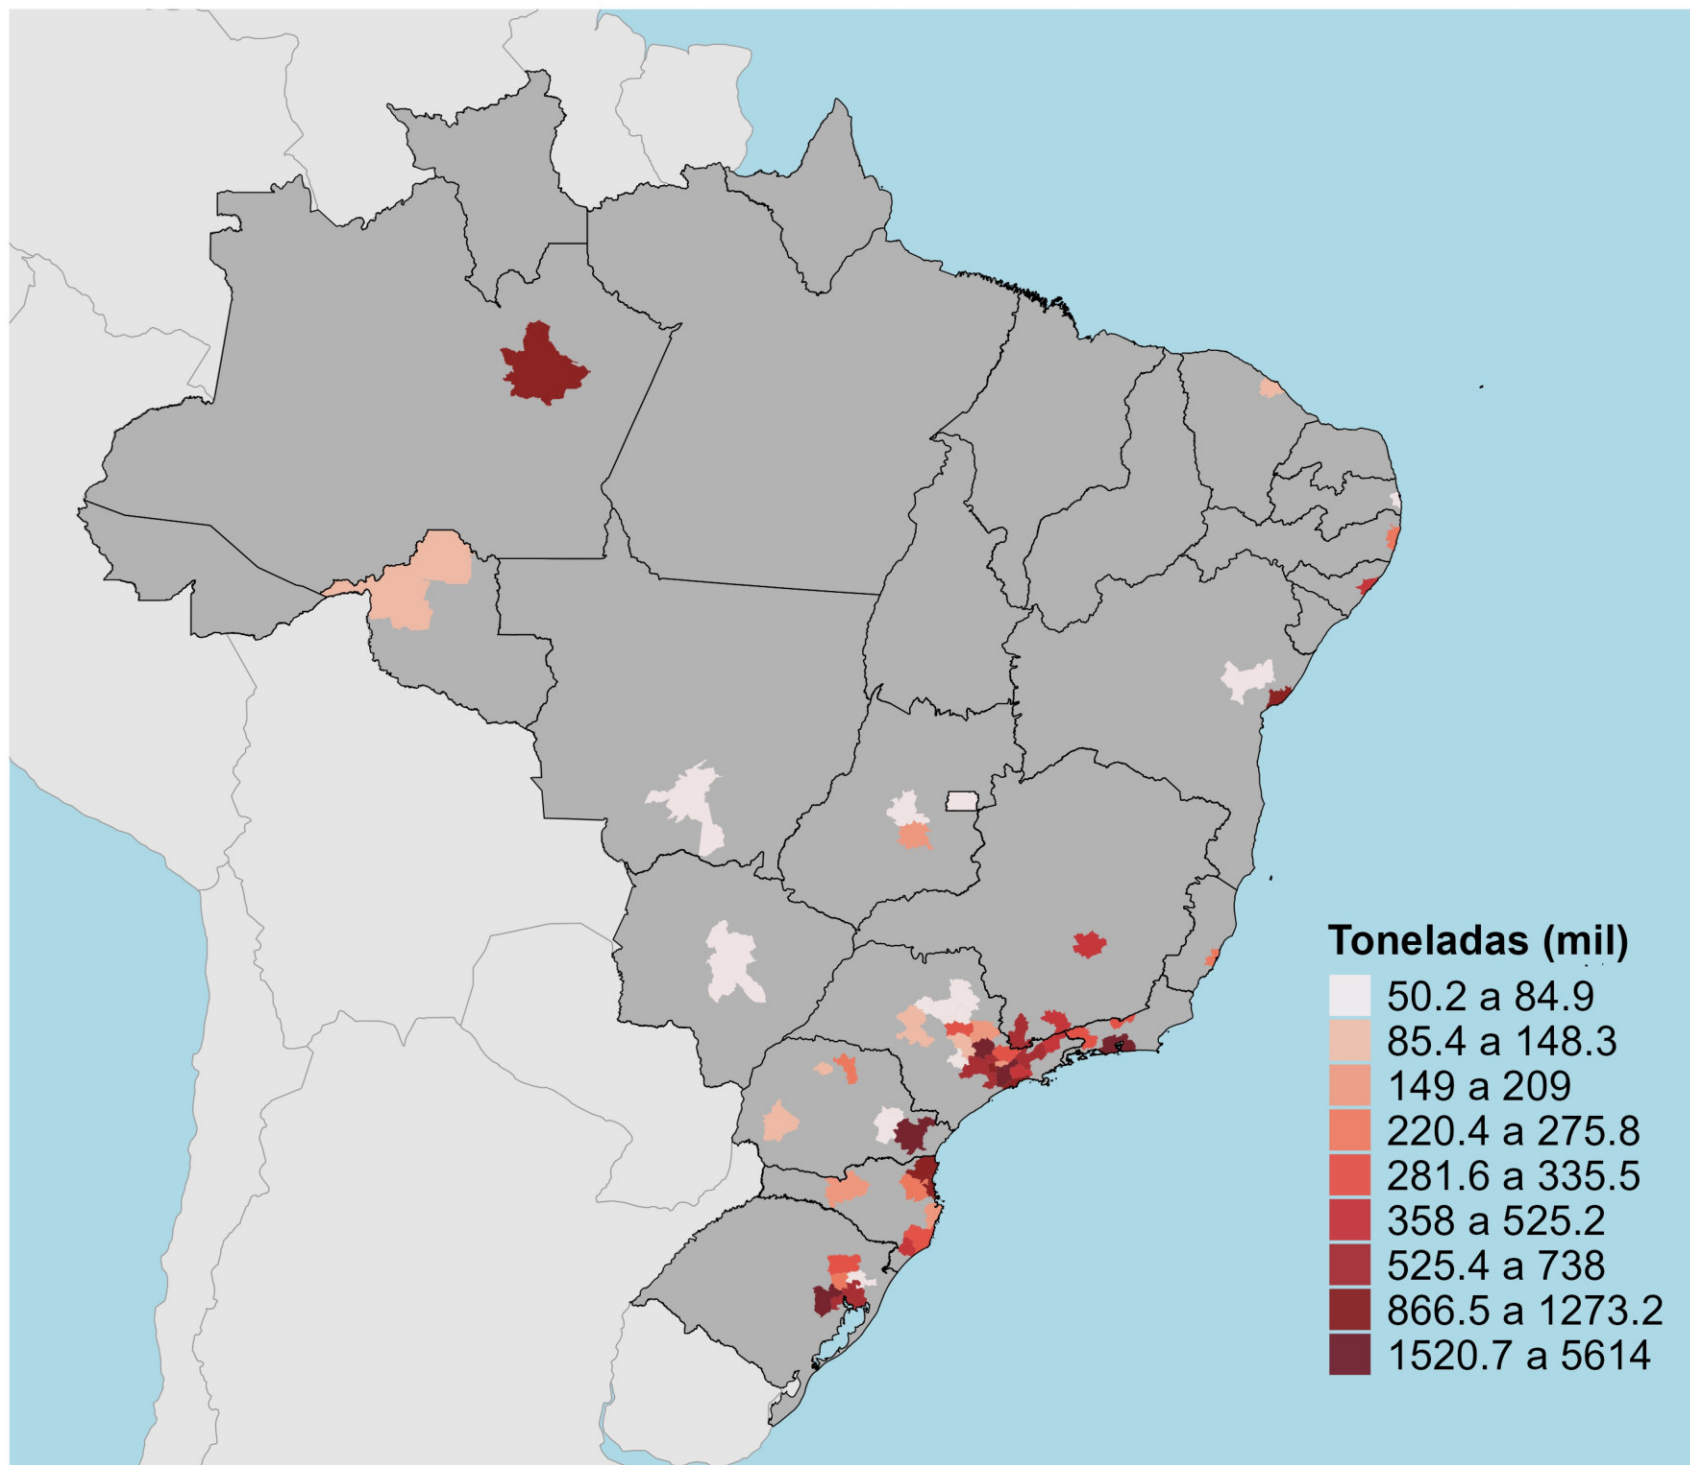 Toneladas (mil)
50.2 a 84.9
85.4 a 148.3
149 a 209
220.4 a 275.8
281.6 a 335.5
358 a 525.2
525.4 a 738
866.5 a 1273.2
1520.7 a 5614